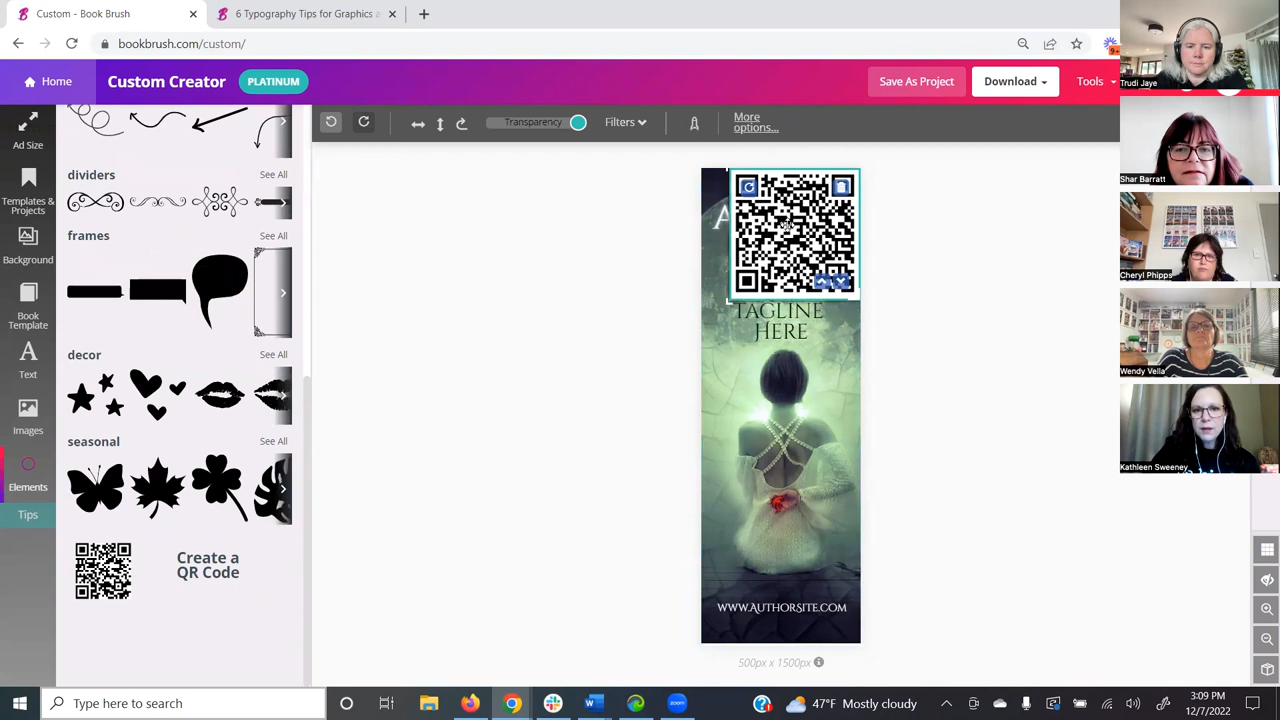 Custom Creator - Book Brush
6 Tips for Graphics a
bookbrush.com/custom/
9+
Home
Custom Creator
PLATINUM
Save As Project
Download
Tools
Ad Size
Templates &
Projects
Background
Book
Template
Text
Images
Elements
Tips
dividers
See All
frames
See All
decor
See All
seasonal
See All
Create a
QR Code
Transparency
Filters
More
options...
A
TAGLINE
HERE
WWW.AUTHORSITE.COM
500px x 1500px
Trudi Jaye
Shar Barratt
Cheryl Phipps
Wendy Vella
Kathleen Sweeney
Type here to search
zoom
47°F Mostly cloudy
3:09 PM
12/7/2022